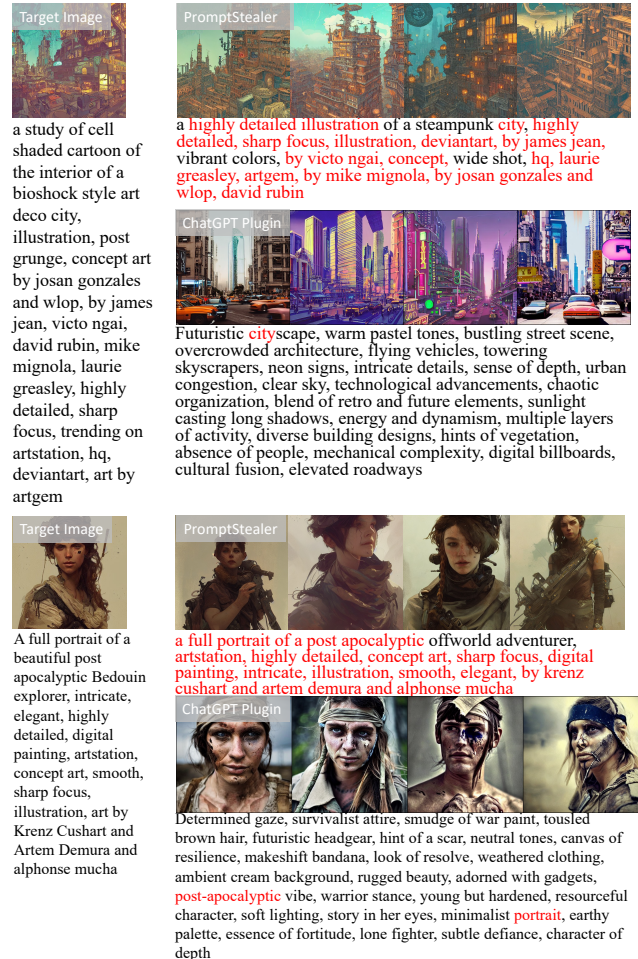 Target Image
a study of cell
shaded cartoon of
the interior of a
bioshock style art
deco city,
illustration, post
grunge, concept art
by josan gonzales
and wlop, by james
jean, victo ngai,
david rubin, mike
mignola, laurie
greasley, highly
detailed, sharp
focus, trending on
artstation, hq,
deviantart, art by
artgem
PromptStealer
a highly detailed illustration of a steampunk city, highly
detailed, sharp focus, illustration, deviantart, by james jean,
vibrant colors, by victo ngai, concept, wide shot, hq, laurie
greasley, artgem, by mike mignola, by josan gonzales and
wlop, david rubin
ChatGPT Plugin
Futuristic cityscape, warm pastel tones, bustling street scene,
overcrowded architecture, flying vehicles, towering
skyscrapers, neon signs, intricate details, sense of depth, urban
congestion, clear sky, technological advancements, chaotic
organization, blend of retro and future elements, sunlight
casting long shadows, energy and dynamism, multiple layers
of activity, diverse building designs, hints of vegetation,
absence of people, mechanical complexity, digital billboards,
cultural fusion, elevated roadways
Target Image
A full portrait of a
beautiful post
apocalyptic Bedouin
explorer, intricate,
elegant, highly
detailed, digital
painting, artstation,
concept art, smooth,
sharp focus,
illustration, art by
Krenz Cushart and
Artem Demura and
alphonse mucha
PromptStealer
a full portrait of a post apocalyptic offworld adventurer,
artstation, highly detailed, concept art, sharp focus, digital
painting, intricate, illustration, smooth, elegant, by krenz
cushart and artem demura and alphonse mucha
ChatGPT Plugin
Determined gaze, survivalist attire, smudge of war paint, tousled
brown hair, futuristic headgear, hint of a scar, neutral tones, canvas of
resilience, makeshift bandana, look of resolve, weathered clothing,
ambient cream background, rugged beauty, adorned with gadgets,
post-apocalyptic vibe, warrior stance, young but hardened, resourceful
character, soft lighting, story in her eyes, minimalist portrait, earthy
palette, essence of fortitude, lone fighter, subtle defiance, character of
depth